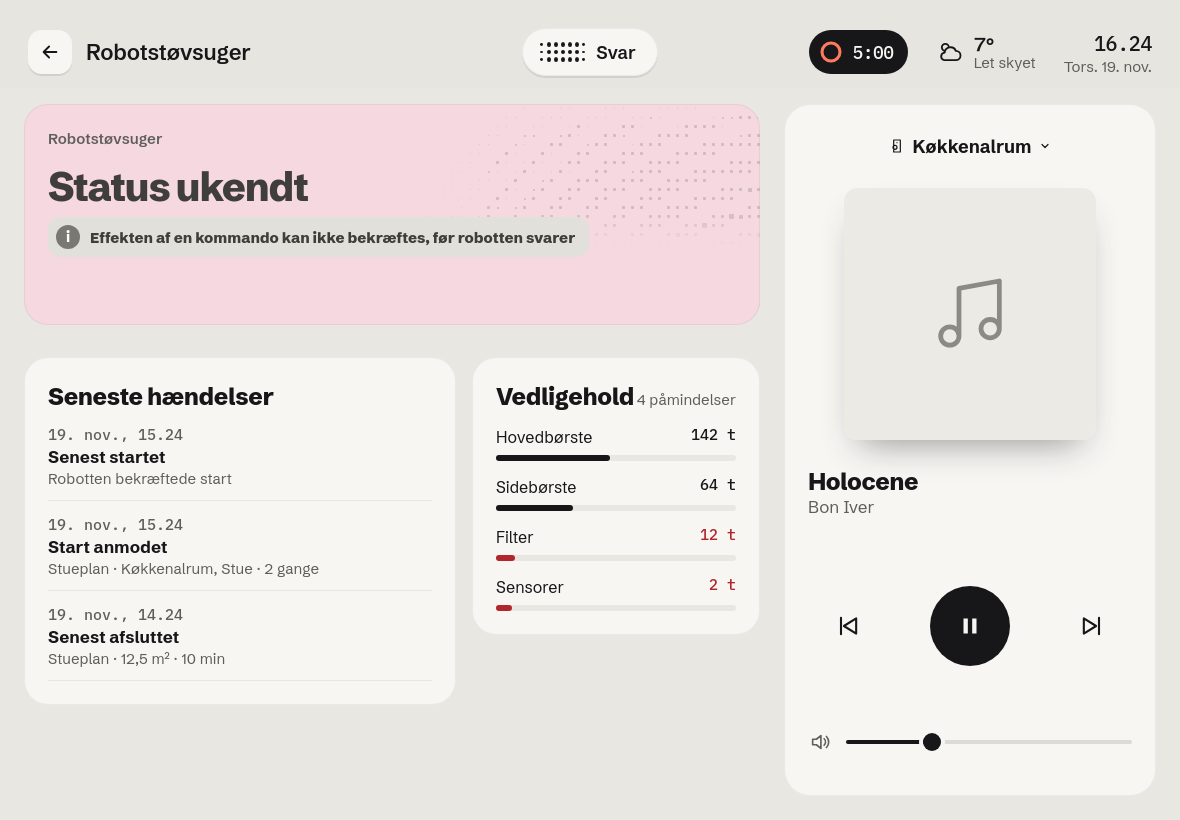 Robotstøvsuger
Svar
5:00
7°
Let skyet
16.24
Tors. 19. nov.
Robotstøvsuger
Status ukendt
i Effekten af en kommando kan ikke bekræftes, før robotten svarer
Seneste hændelser
19. nov., 15.24
Senest startet
Robotten bekræftede start
19. nov., 15.24
Start anmodet
Stueplan · Køkkenalrum, Stue · 2 gange
19. nov., 14.24
Senest afsluttet
Stueplan · 12,5 m² · 10 min
Vedligehold 4 påmindelser
Hovedbørste 142 t
Sidebørste 64 t
Filter 12 t
Sensorer 2 t
Køkkenalrum
Holocene
Bon Iver